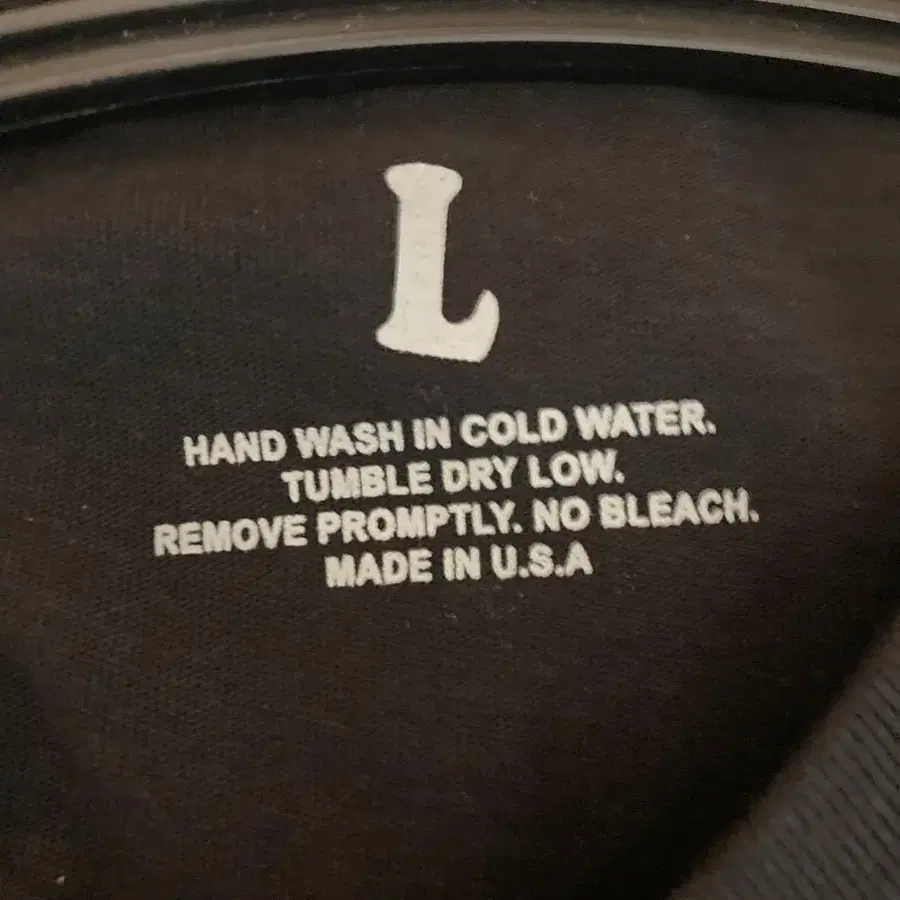 L
HAND WASH IN COLD WATER.
TUMBLE DRY LOW.
REMOVE PROMPTLY. NO BLEACH.
MADE IN U.S.A